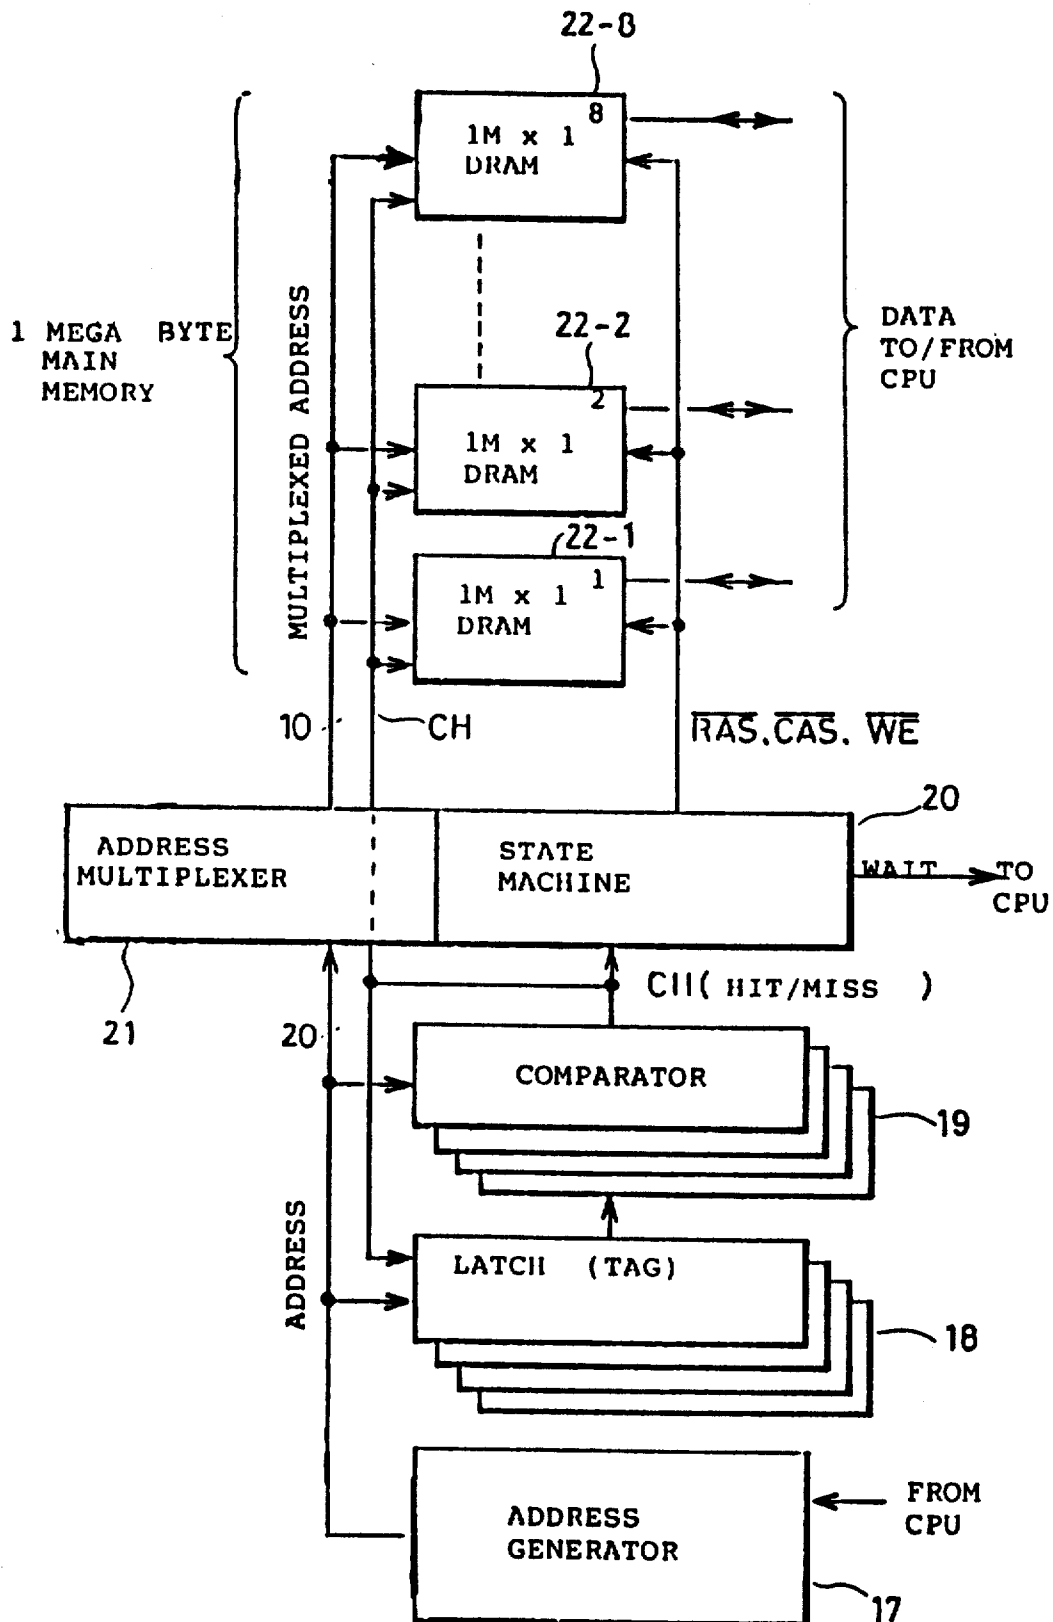 22-8
8
1M x 1
DRAM
MULTIPLEXED ADDRESS
1 MEGA BYTE
MAIN
MEMORY
DATA
TO/FROM
CPU
22-2
2
1M x 1
DRAM
22-1
1
1M x 1
DRAM
10
CH
RAS, CAS, WE
20
ADDRESS
MULTIPLEXER
STATE
MACHINE
WAIT
TO
CPU
21
20
CH( HIT/MISS )
COMPARATOR
19
ADDRESS
LATCH (TAG)
18
FROM
CPU
ADDRESS
GENERATOR
17